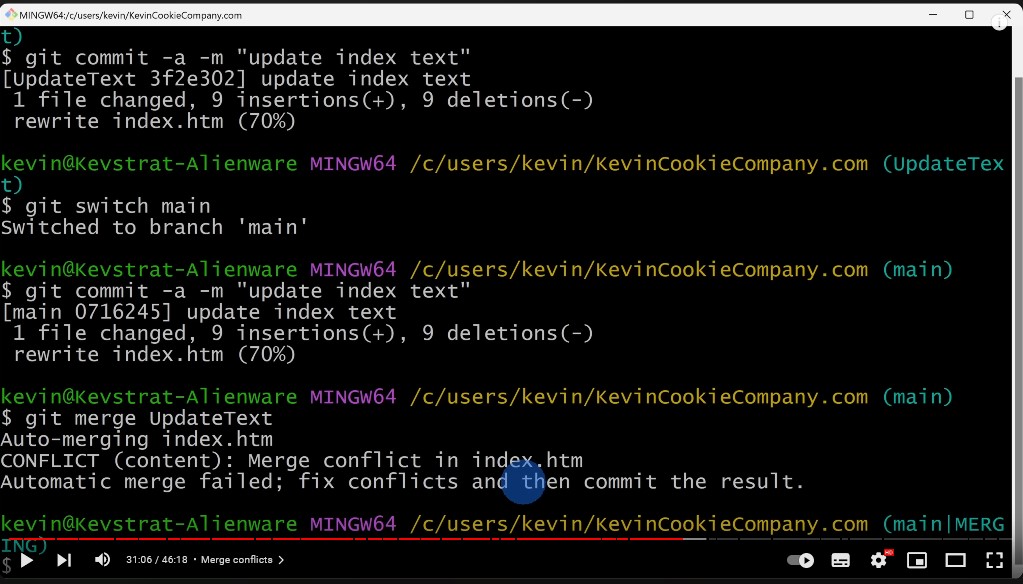 MINGW64:/c/users/kevin/KevinCookieCompany.com
t)
$ git commit -a -m "update index text"
[UpdateText 3f2e302] update index text
1 file changed, 9 insertions(+), 9 deletions(-)
rewrite index.htm (70%)
kevin@Kevstrat-Alienware MINGW64 /c/users/kevin/KevinCookieCompany.com (UpdateTex
t)
$ git switch main
Switched to branch 'main'
kevin@Kevstrat-Alienware MINGW64 /c/users/kevin/KevinCookieCompany.com (main)
$ git commit -a -m "update index text"
[main 0716245] update index text
1 file changed, 9 insertions(+), 9 deletions(-)
rewrite index.htm (70%)
kevin@Kevstrat-Alienware MINGW64 /c/users/kevin/KevinCookieCompany.com (main)
$ git merge UpdateText
Auto-merging index.htm
CONFLICT (content): Merge conflict in index.htm
Automatic merge failed; fix conflicts and then commit the result.
kevin@Kevstrat-Alienware MINGW64 /c/users/kevin/KevinCookieCompany.com (main|MERG
ING)
$
31:06 / 46:18 • Merge conflicts >
HD